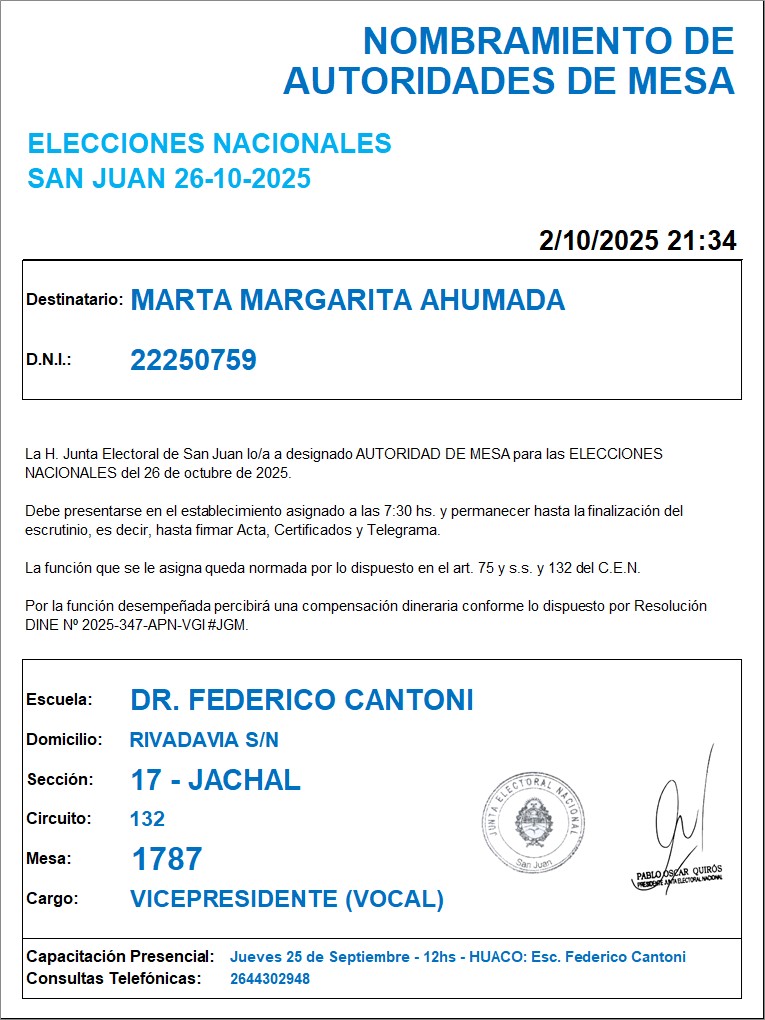 NOMBRAMIENTO DE
AUTORIDADES DE MESA
ELECCIONES NACIONALES
SAN JUAN 26-10-2025
2/10/2025 21:34
Destinatario: MARTA MARGARITA AHUMADA
D.N.I.: 22250759
La H. Junta Electoral de San Juan lo/a a designado AUTORIDAD DE MESA para las ELECCIONES
NACIONALES del 26 de octubre de 2025.
Debe presentarse en el establecimiento asignado a las 7:30 hs. y permanecer hasta la finalización del
escrutinio, es decir, hasta firmar Acta, Certificados y Telegrama.
La función que se le asigna queda normada por lo dispuesto en el art. 75 y s.s. y 132 del C.E.N.
Por la función desempeñada percibirá una compensación dineraria conforme lo dispuesto por Resolución
DINE Nº 2025-347-APN-VGI#JGM.
Escuela: DR. FEDERICO CANTONI
Domicilio: RIVADAVIA S/N
Sección: 17 - JACHAL
Circuito: 132
Mesa: 1787
Cargo: VICEPRESIDENTE (VOCAL)
JUNTA ELECTORAL NACIONAL
San Juan
PABLO OSCAR QUIRÓS
PRESIDENTE JUNTA ELECTORAL NACIONAL
Capacitación Presencial: Jueves 25 de Septiembre - 12hs - HUACO: Esc. Federico Cantoni
Consultas Telefónicas: 2644302948